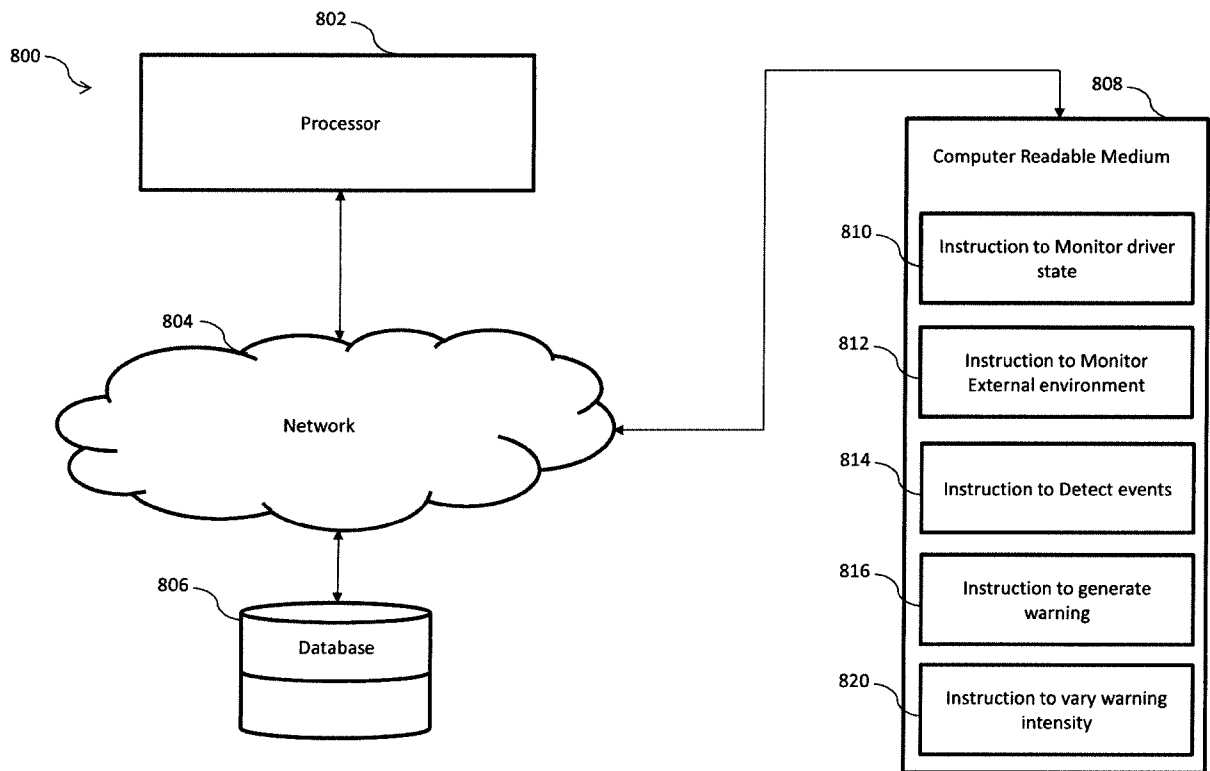 802
800
Processor
808
Computer Readable Medium
810
Instruction to Monitor driver
state
804
812
Instruction to Monitor
External environment
Network
814
Instruction to Detect events
806
Database
816
Instruction to generate
warning
820
Instruction to vary warning
intensity